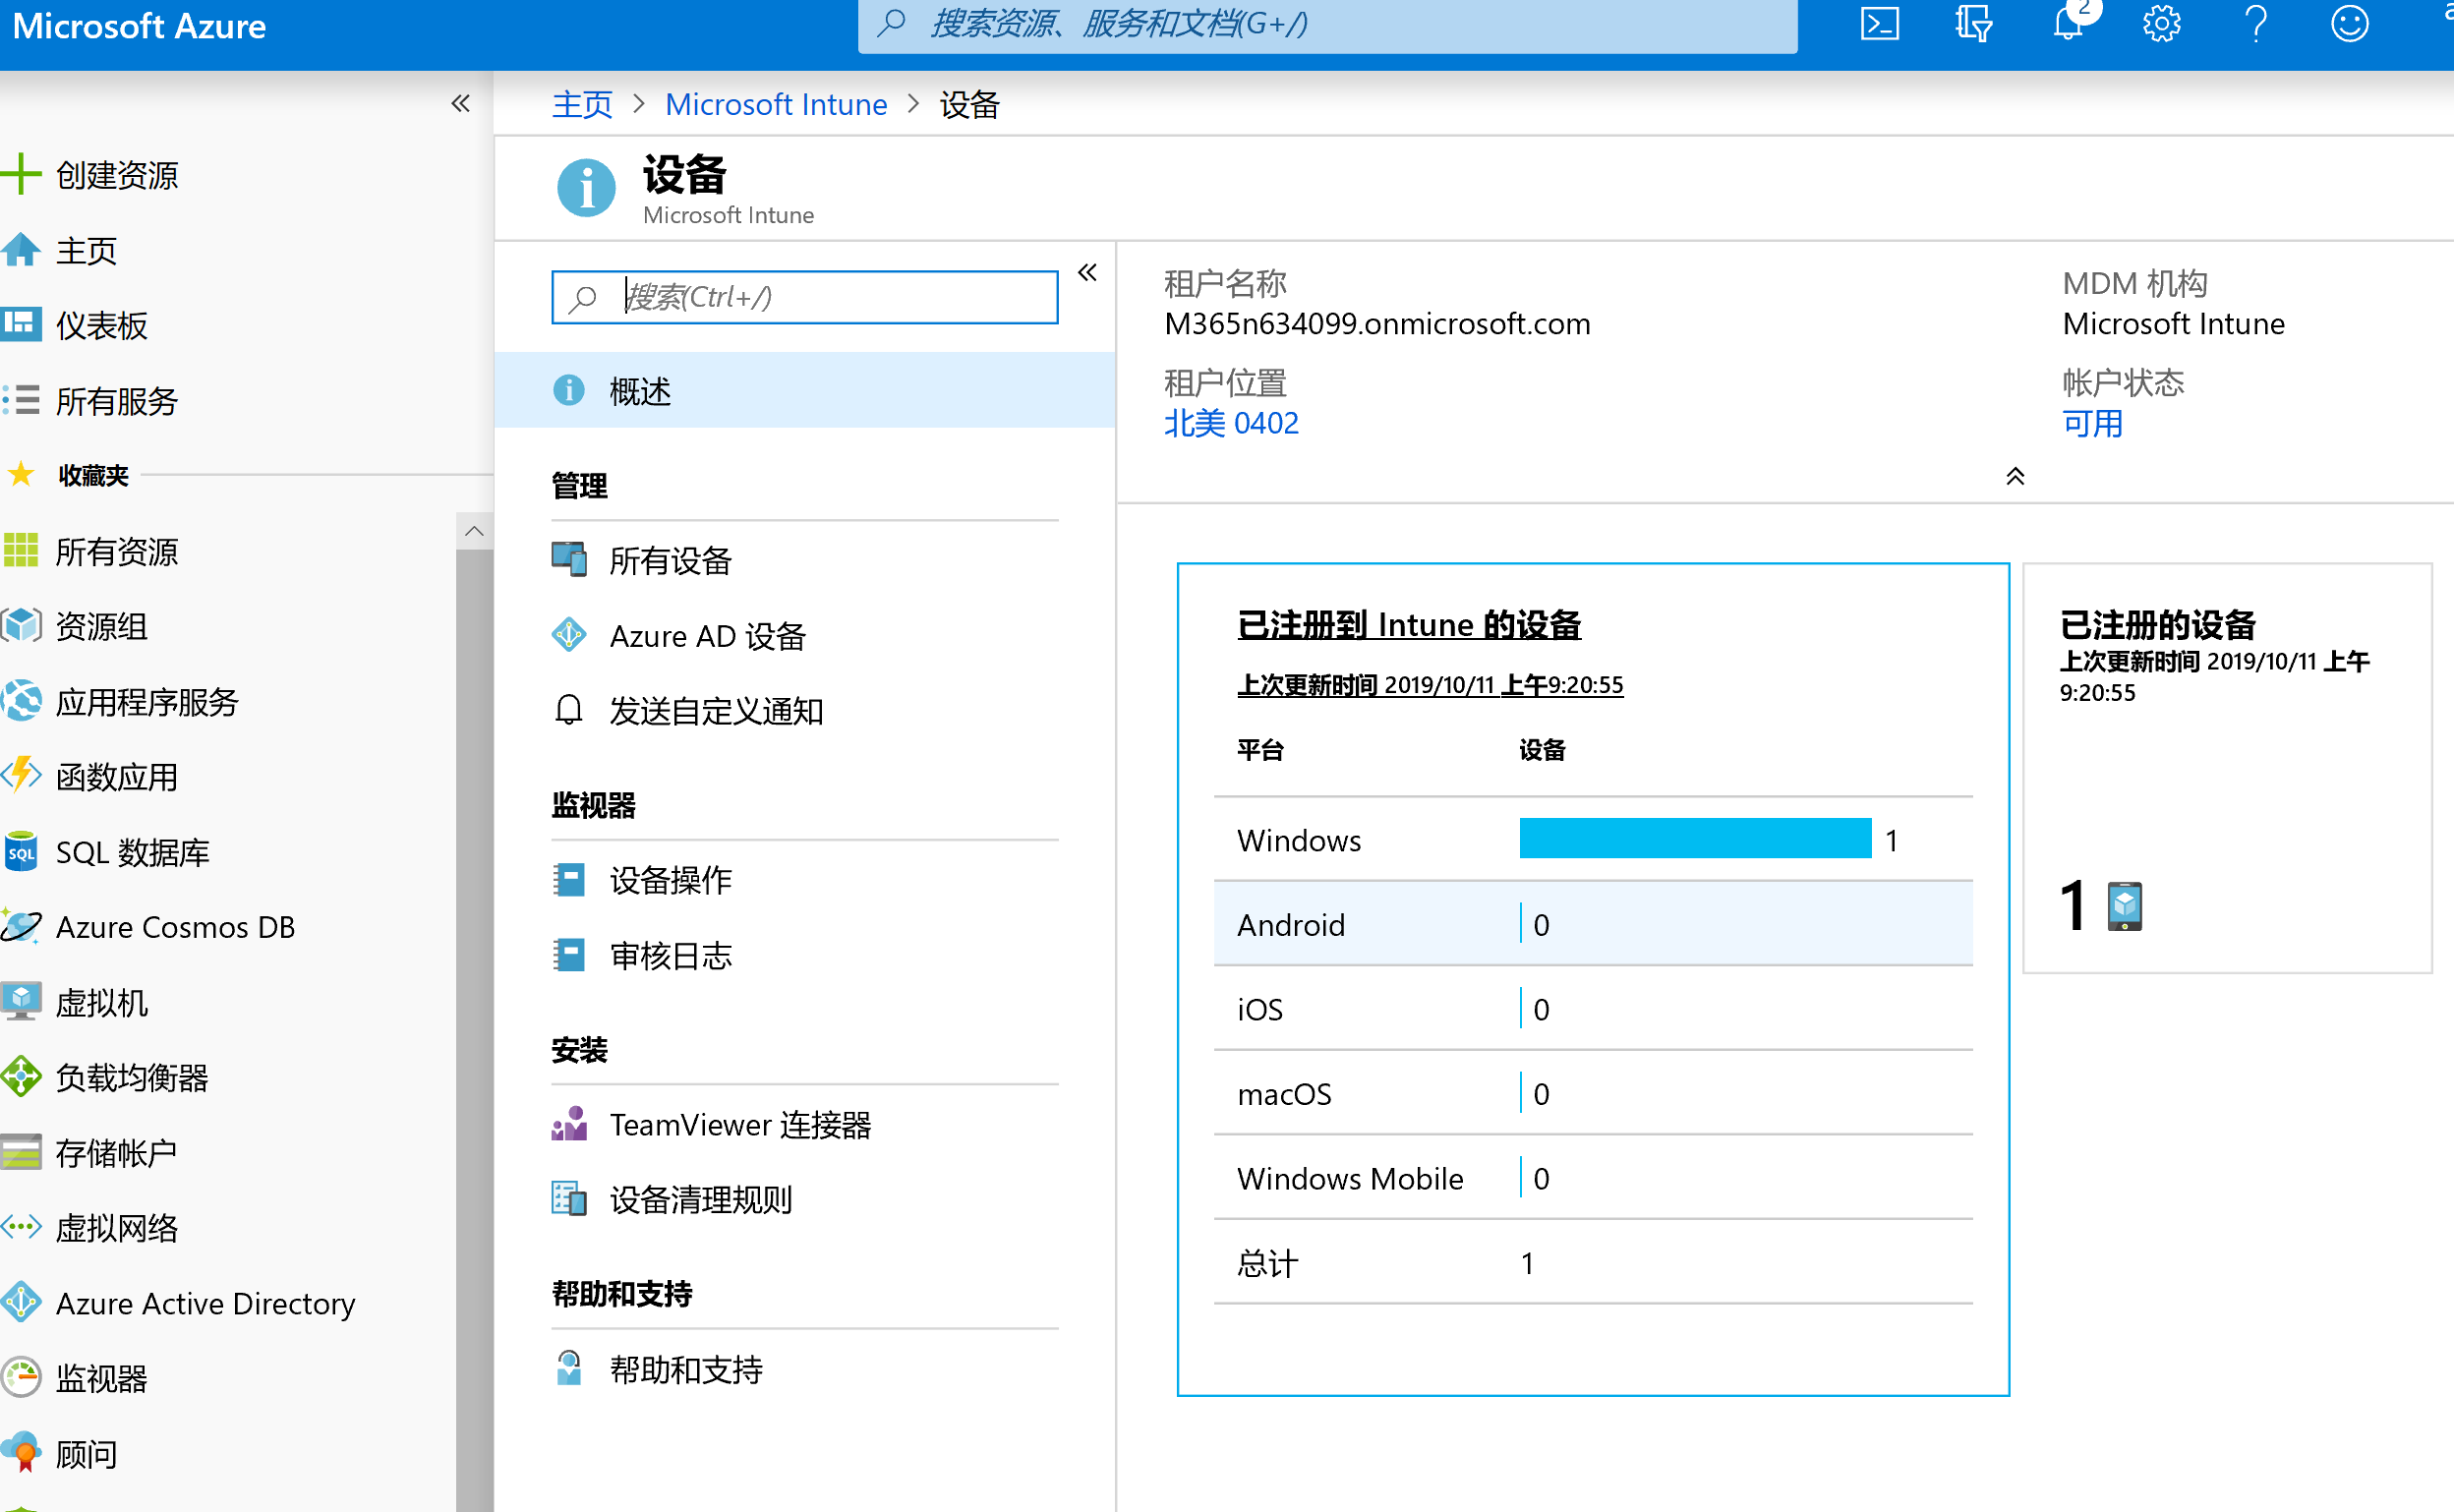 Microsoft Azure
搜索资源、服务和文档(G+/)
2
主页 > Microsoft Intune > 设备
设备
Microsoft Intune
创建资源
主页
仪表板
所有服务
收藏夹
所有资源
资源组
应用程序服务
函数应用
SQL 数据库
Azure Cosmos DB
虚拟机
负载均衡器
存储帐户
虚拟网络
Azure Active Directory
监视器
顾问
搜索(Ctrl+/)
概述
管理
所有设备
Azure AD 设备
发送自定义通知
监视器
设备操作
审核日志
安装
TeamViewer 连接器
设备清理规则
帮助和支持
帮助和支持
租户名称
M365n634099.onmicrosoft.com
租户位置
北美 0402
MDM 机构
Microsoft Intune
帐户状态
可用
已注册到 Intune 的设备
上次更新时间 2019/10/11 上午9:20:55
平台 设备
Windows 1
Android 0
iOS 0
macOS 0
Windows Mobile 0
总计 1
已注册的设备
上次更新时间 2019/10/11 上午
9:20:55
1